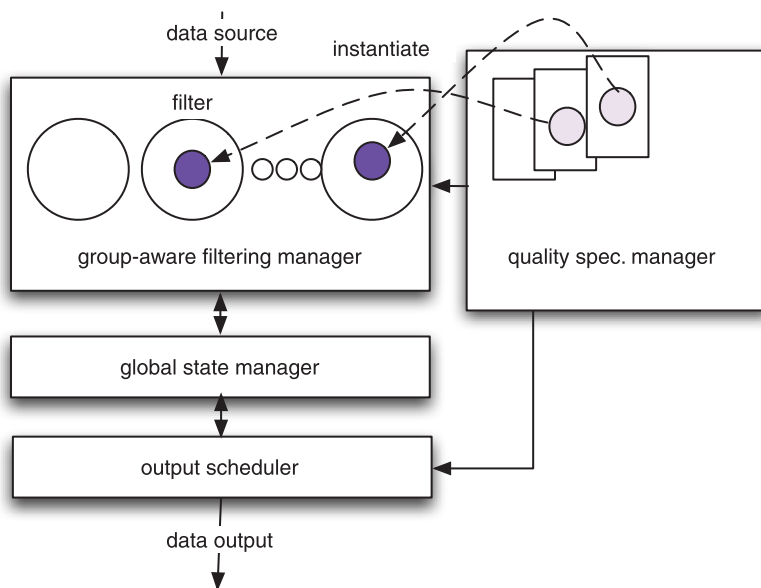 data source
instantiate
filter
group-aware filtering manager
quality spec. manager
global state manager
output scheduler
data output